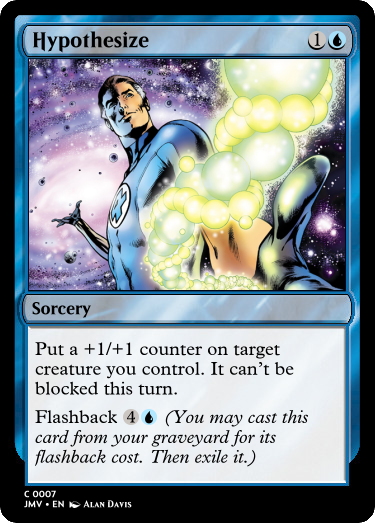 Hypothesize 1
Sorcery
Put a +1/+1 counter on target
creature you control. It can't be
blocked this turn.
Flashback 4 (You may cast this
card from your graveyard for its
flashback cost. Then exile it.)
C 0007
JMV • EN Alan Davis